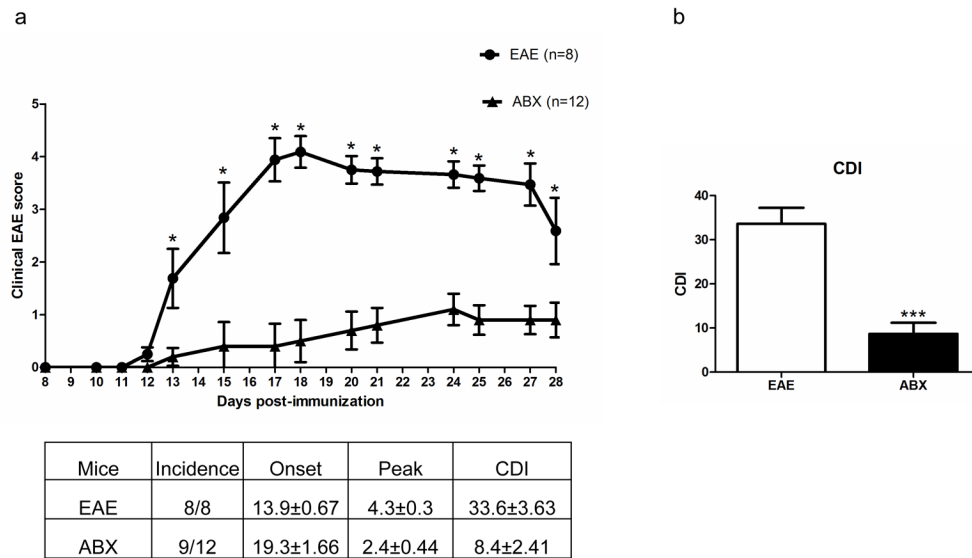 a
b
EAE (n=8)
ABX (n=12)
Clinical EAE score
5
4
3
2
1
0
* * * * * * * * * *
8 9 10 11 12 13 14 15 16 17 18 19 20 21 22 23 24 25 26 27 28
Days post-immunization
CDI
CDI
40
30
20
10
0
***
EAE ABX
Mice Incidence Onset Peak CDI
EAE 8/8 13.9±0.67 4.3±0.3 33.6±3.63
ABX 9/12 19.3±1.66 2.4±0.44 8.4±2.41